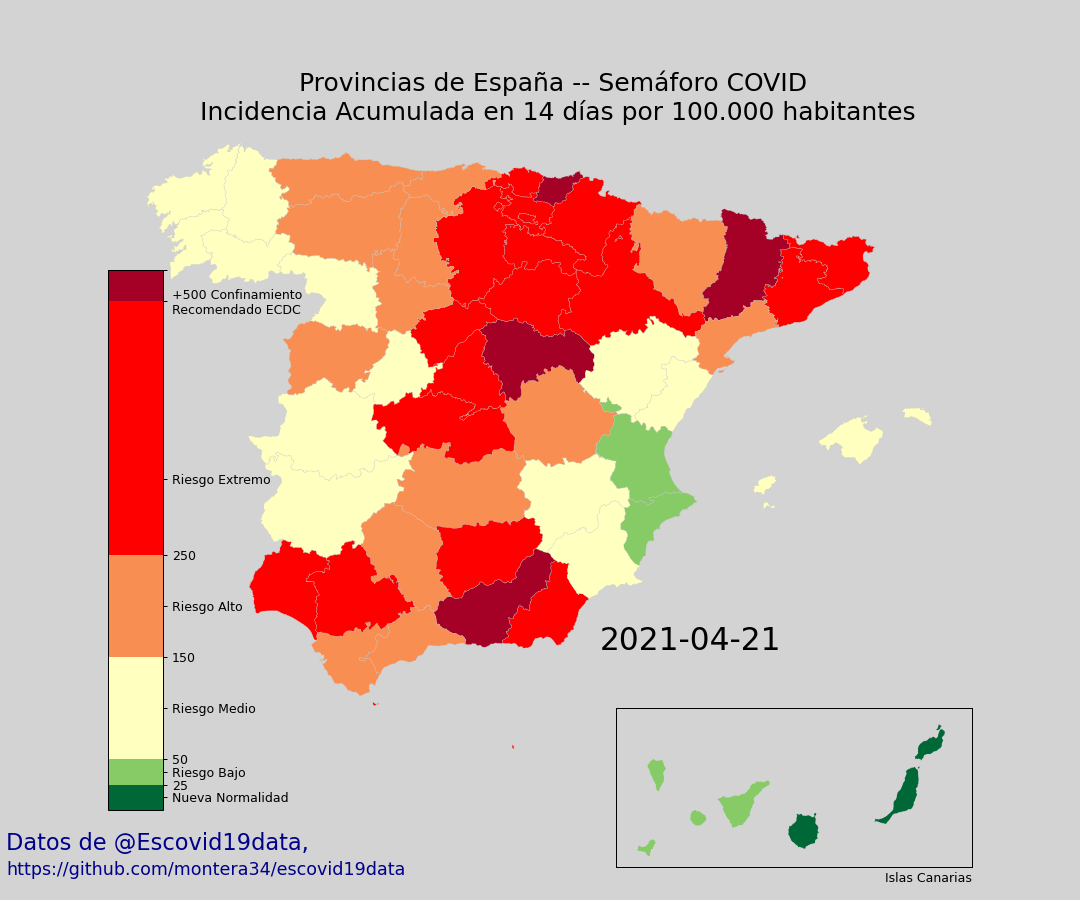 Provincias de España -- Semáforo COVID
Incidencia Acumulada en 14 días por 100.000 habitantes
+500 Confinamiento
Recomendado ECDC
Riesgo Extremo
250
Riesgo Alto
150
Riesgo Medio
50
Riesgo Bajo
25
Nueva Normalidad
2021-04-21
Islas Canarias
Datos de @Escovid19data,
https://github.com/montera34/escovid19data